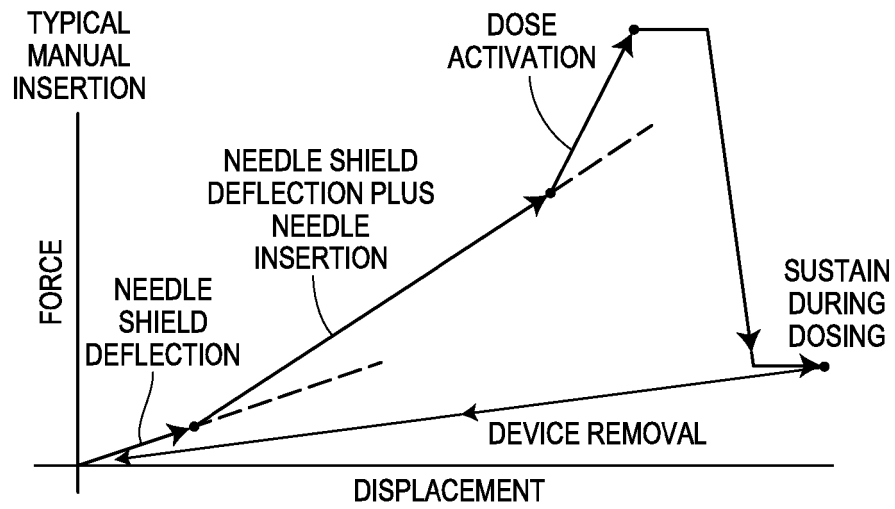 TYPICAL
MANUAL
INSERTION
DOSE
ACTIVATION
NEEDLE SHIELD
DEFLECTION PLUS
NEEDLE
INSERTION
FORCE
NEEDLE
SHIELD
DEFLECTION
SUSTAIN
DURING
DOSING
DEVICE REMOVAL
DISPLACEMENT